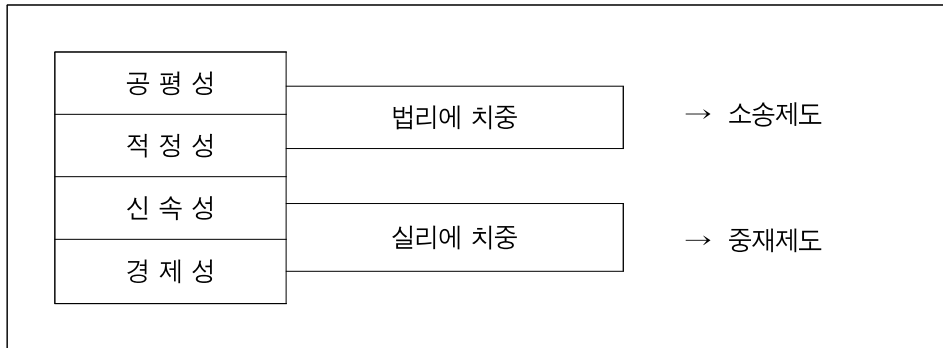 공 평 성
적 정 성
법리에 치중
→ 소송제도
신 속 성
경 제 성
실리에 치중
→ 중재제도